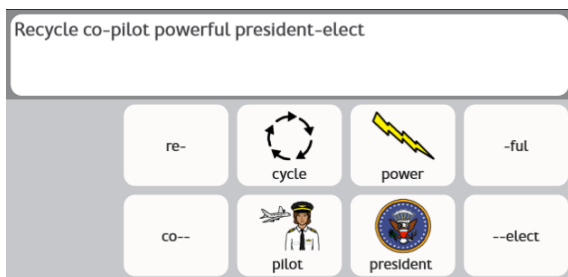 Recycle co-pilot powerful president-elect
re-
cycle
power
-ful
co--
pilot
president
--elect